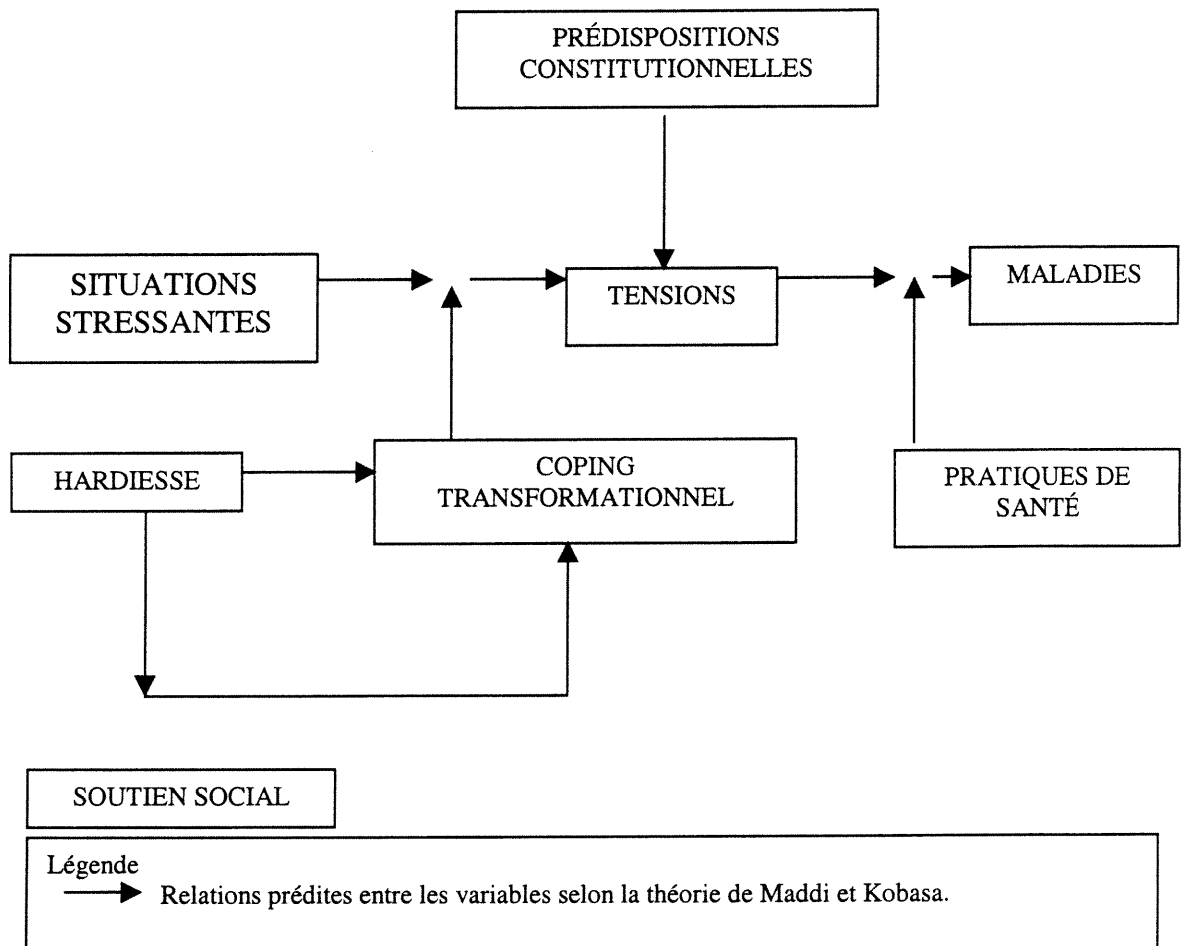 PRÉDISPOSITIONS
CONSTITUTIONNELLES
SITUATIONS
STRESSANTES
TENSIONS
MALADIES
HARDIESSE
COPING
TRANSFORMATIONNEL
PRATIQUES DE
SANTÉ
SOUTIEN SOCIAL
Légende
Relations prédites entre les variables selon la théorie de Maddi et Kobasa.